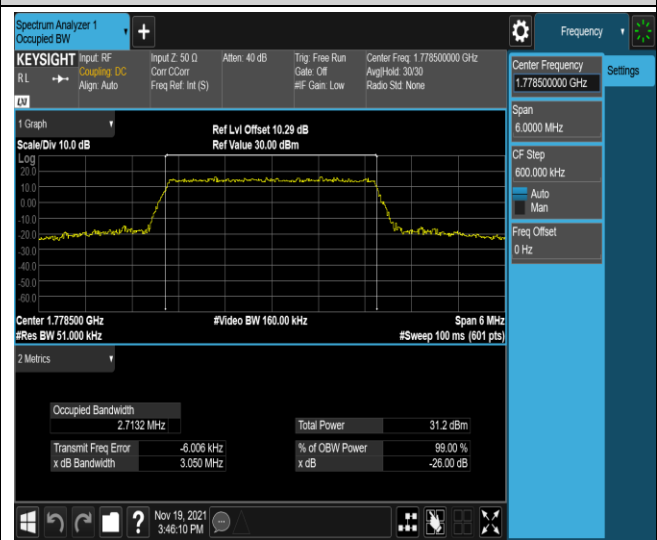 Spectrum Analyzer 1
Occupied BW
Frequency
KEYSIGHT
RL
LXI
Input: RF
Coupling: DC
Align: Auto
Input Z: 50 Ω
Corr CCorr
Freq Ref: Int (S)
Atten: 40 dB
Trig: Free Run
Gate: Off
#IF Gain: Low
Center Freq: 1.778500000 GHz
Avg|Hold: 30/30
Radio Std: None
Center Frequency
1.778500000 GHz
Settings
Span
6.0000 MHz
CF Step
600.000 kHz
Auto
Man
Freq Offset
0 Hz
1 Graph
Scale/Div 10.0 dB
Ref Lvl Offset 10.29 dB
Ref Value 30.00 dBm
Log
20.0
10.0
0.00
-10.0
-20.0
-30.0
-40.0
-50.0
-60.0
Center 1.778500 GHz
#Res BW 51.000 kHz
#Video BW 160.00 kHz
Span 6 MHz
#Sweep 100 ms (601 pts)
2 Metrics
Occupied Bandwidth
2.7132 MHz
Total Power 31.2 dBm
Transmit Freq Error -6.006 kHz % of OBW Power 99.00 %
x dB Bandwidth 3.050 MHz x dB -26.00 dB
Nov 19, 2021
3:46:10 PM